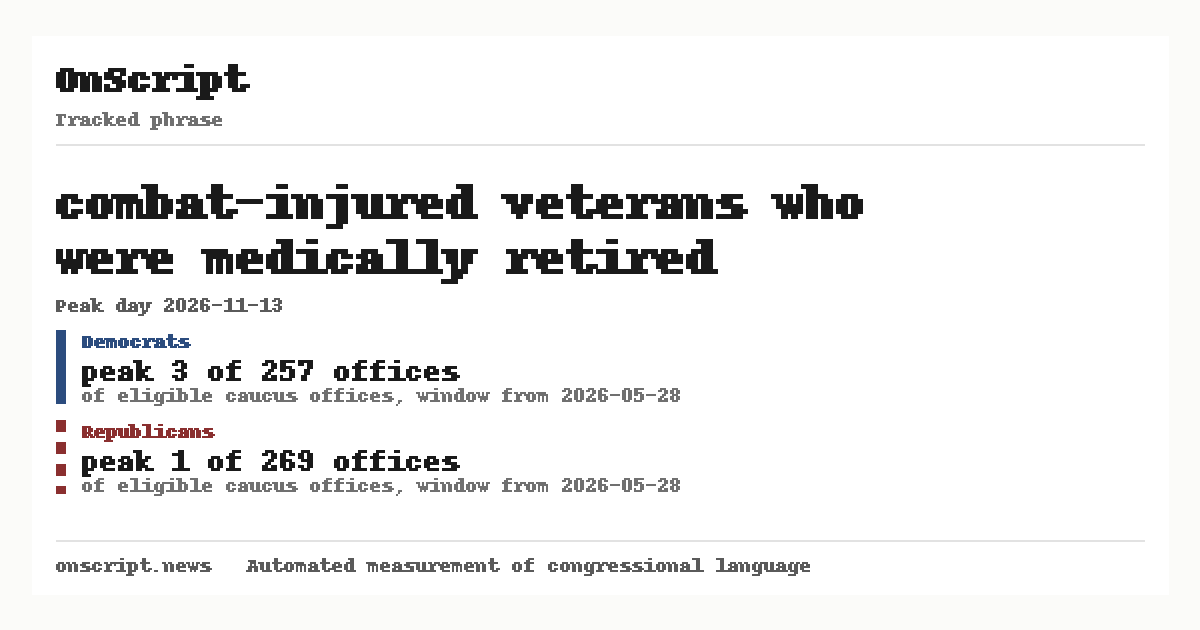 OnScript
Tracked phrase
combat-injured veterans who
were medically retired
Peak day 2026-11-13
Democrats
peak 3 of 257 offices
of eligible caucus offices, window from 2026-05-28
Republicans
peak 1 of 269 offices
of eligible caucus offices, window from 2026-05-28
onscript.news Automated measurement of congressional language